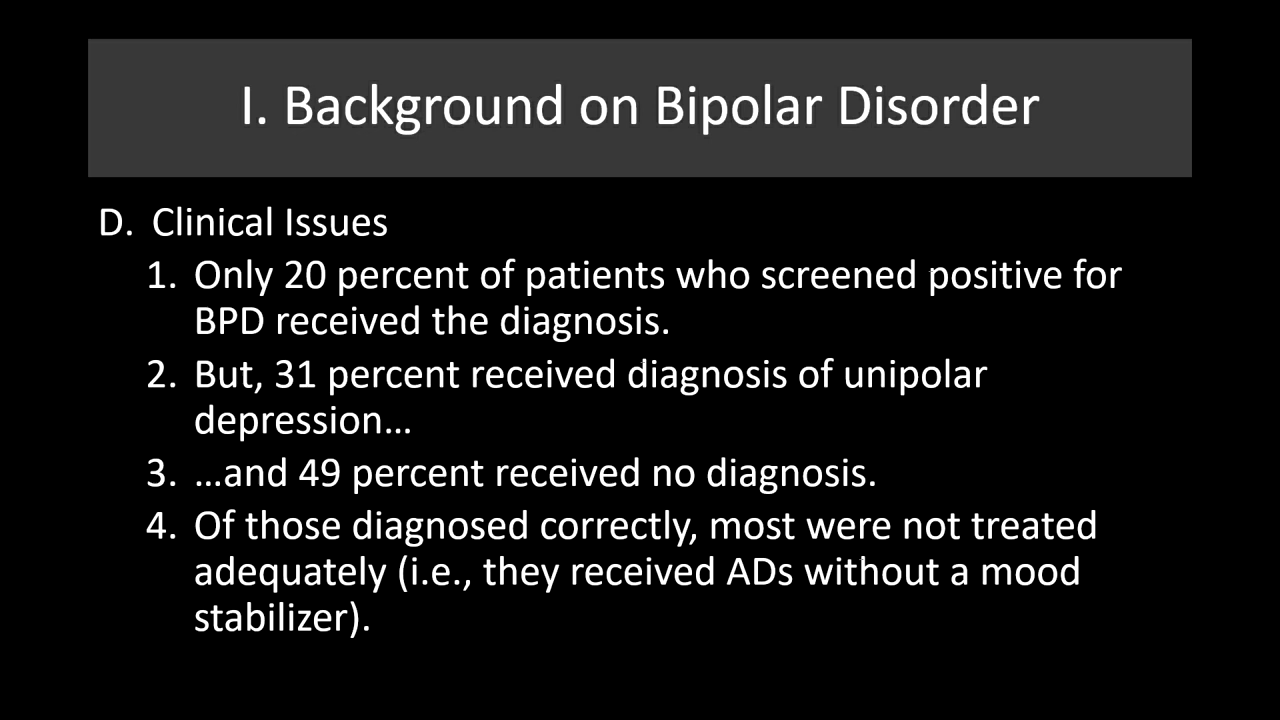 I. Background on Bipolar Disorder
D. Clinical Issues
1. Only 20 percent of patients who screened positive for
BPD received the diagnosis.
2. But, 31 percent received diagnosis of unipolar
depression…
3. …and 49 percent received no diagnosis.
4. Of those diagnosed correctly, most were not treated
adequately (i.e., they received ADs without a mood
stabilizer).